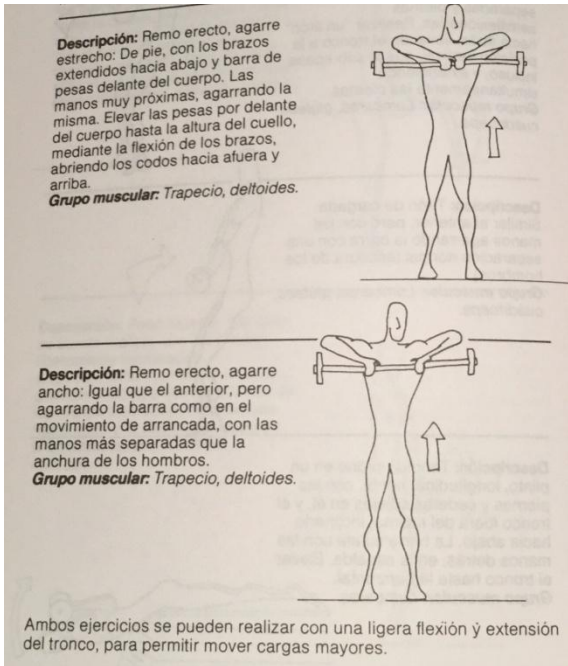 Descripción: Remo erecto, agarre
estrecho: De pie, con los brazos
extendidos hacia abajo y barra de
pesas delante del cuerpo. Las
manos muy próximas, agarrando la
misma. Elevar las pesas por delante
del cuerpo hasta la altura del cuello,
mediante la flexión de los brazos,
abriendo los codos hacia afuera y
arriba.
Grupo muscular: Trapecio, deltoides.
Descripción: Remo erecto, agarre
ancho: Igual que el anterior, pero
agarrando la barra como en el
movimiento de arrancada, con las
manos más separadas que la
anchura de los hombros.
Grupo muscular: Trapecio, deltoides.
Ambos ejercicios se pueden realizar con una ligera flexión y extensión
del tronco, para permitir mover cargas mayores.